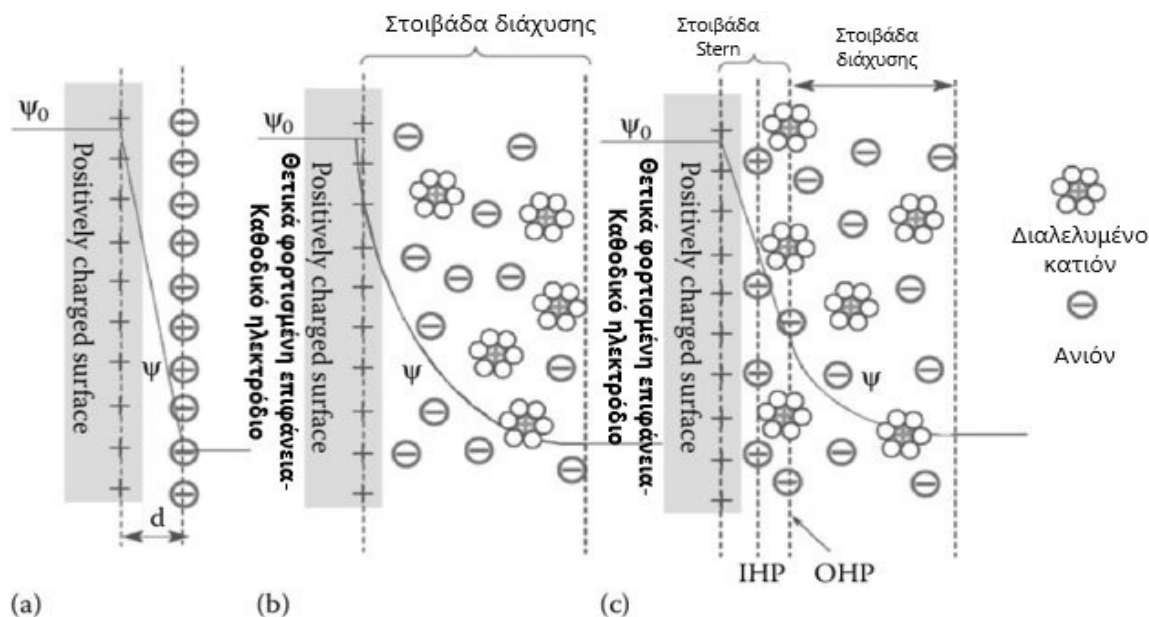 Στοιβάδα διάχυσης
Στοιβάδα
Stern
Στοιβάδα
διάχυσης
Ψ₀
Positively charged surface
Ψ
d
Ψ₀
Θετικά φορτισμένη επιφάνεια-
Καθοδικό ηλεκτρόδιο
Positively charged surface
Ψ
Ψ₀
Θετικά φορτισμένη επιφάνεια-
Καθοδικό ηλεκτρόδιο
Positively charged surface
Ψ
Διαλελυμένο
κατιόν
Ανιόν
IHP
OHP
(a)
(b)
(c)